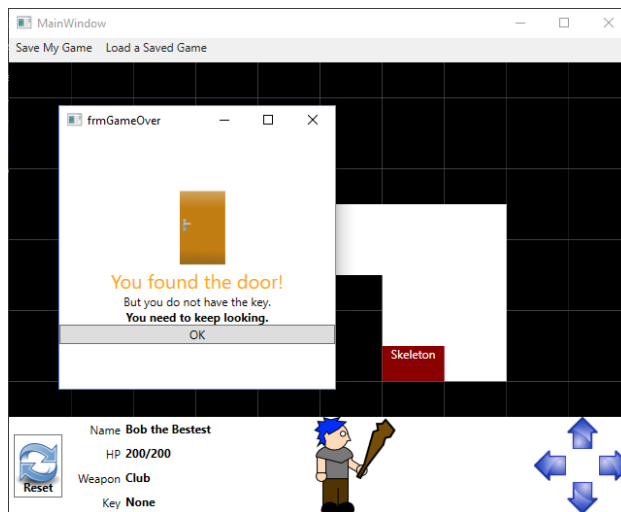 MainWindow
Save My Game Load a Saved Game
frmGameOver
You found the door!
But you do not have the key.
You need to keep looking.
OK
Skeleton
Name Bob the Bestest
HP 200/200
Weapon Club
Key None
Reset